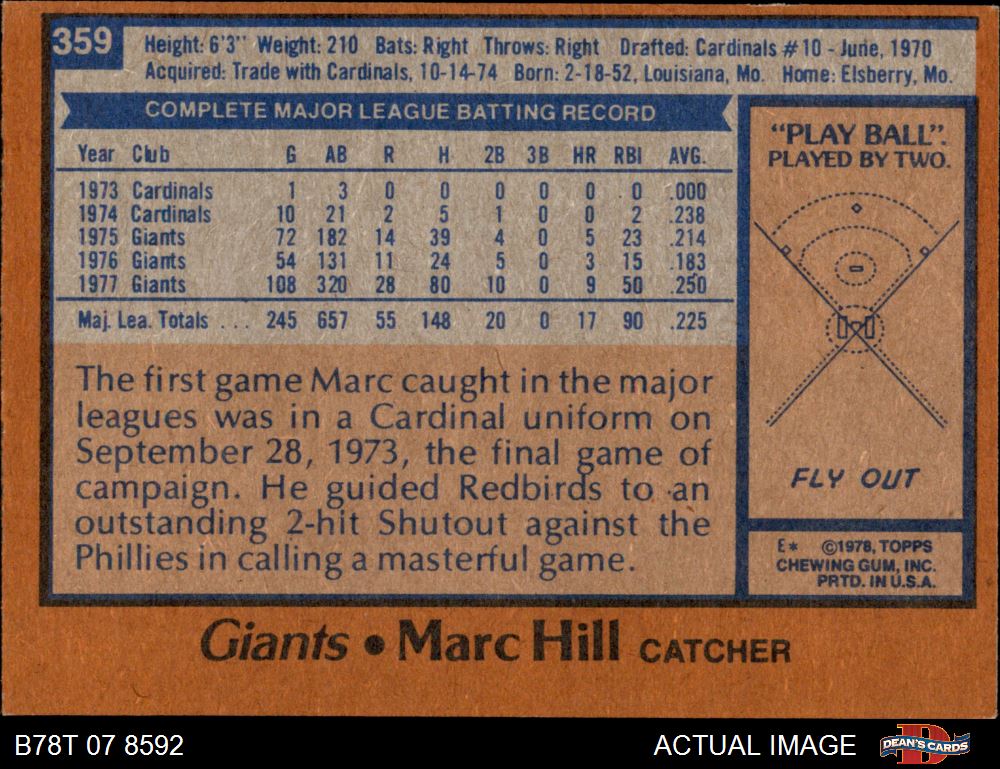 359
Height: 6'3" Weight: 210 Bats: Right Throws: Right Drafted: Cardinals #10 - June, 1970
Acquired: Trade with Cardinals, 10-14-74 Born: 2-18-52, Louisiana, Mo. Home: Elsberry, Mo.
COMPLETE MAJOR LEAGUE BATTING RECORD
Year Club G AB R H 2B 3B HR RBI AVG.
1973 Cardinals 1 3 0 0 0 0 0 0 .000
1974 Cardinals 10 21 2 5 1 0 0 2 .238
1975 Giants 72 182 14 39 4 0 5 23 .214
1976 Giants 54 131 11 24 5 0 3 15 .183
1977 Giants 108 320 28 80 10 0 9 50 .250
Maj. Lea. Totals ... 245 657 55 148 20 0 17 90 .225
The first game Marc caught in the major
leagues was in a Cardinal uniform on
September 28, 1973, the final game of
campaign. He guided Redbirds to an
outstanding 2-hit Shutout against the
Phillies in calling a masterful game.
"PLAY BALL".
PLAYED BY TWO.
FLY OUT
E* ©1978, TOPPS
CHEWING GUM, INC.
PRTD. IN U.S.A.
Giants • Marc Hill CATCHER
B78T 07 8592
ACTUAL IMAGE
D
DEAN'S CARDS